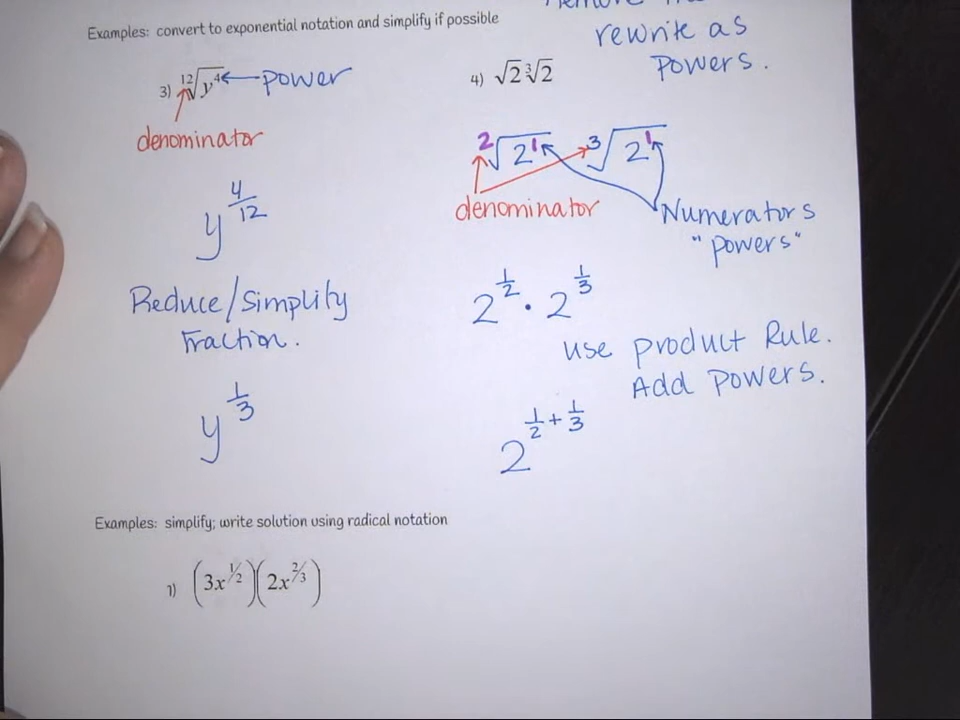 Examples: convert to exponential notation and simplify if possible
rewrite as
powers.
3) ¹²√y⁴ ← power
denominator
y^(4/12)
Reduce/Simplify
Fraction.
y^(1/3)
4) √2 ³√2
²√2¹ ³√2¹
denominator
Numerators
"powers"
2^(1/2) · 2^(1/3)
use product Rule.
Add powers.
2^(1/2 + 1/3)
Examples: simplify; write solution using radical notation
1) (3x^(1/2))(2x^(2/3))